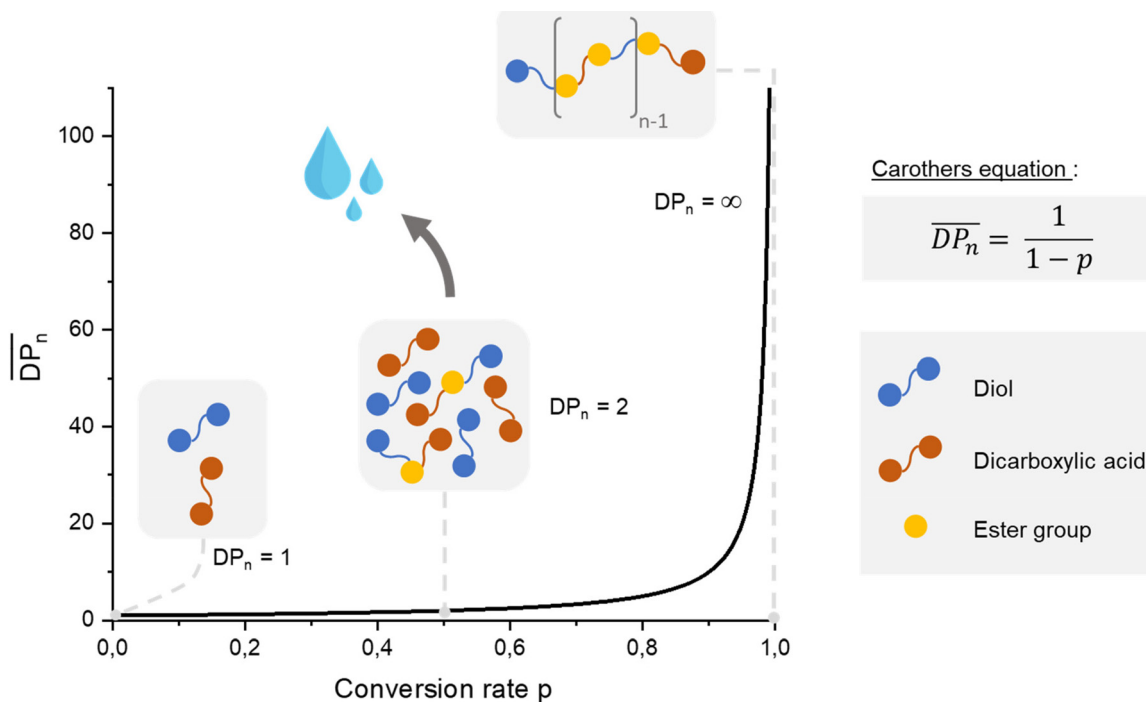 n-1
100
80
60
40
20
0
DPₙ
DPₙ = ∞
DPₙ = 2
DPₙ = 1
0,0
0,2
0,4
0,6
0,8
1,0
Conversion rate p
Carothers equation :
DPₙ = 1 / (1 − p)
Diol
Dicarboxylic acid
Ester group